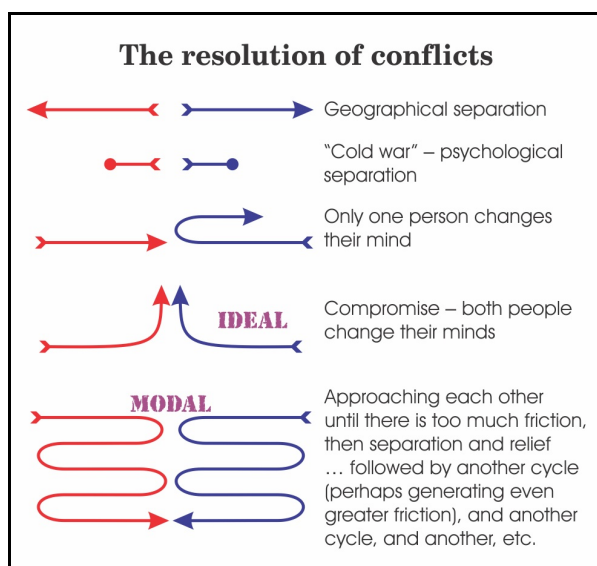 The resolution of conflicts
Geographical separation
"Cold war" – psychological
separation
Only one person changes
their mind
IDEAL
Compromise – both people
change their minds
MODAL
Approaching each other
until there is too much friction,
then separation and relief
... followed by another cycle
(perhaps generating even
greater friction), and another
cycle, and another, etc.